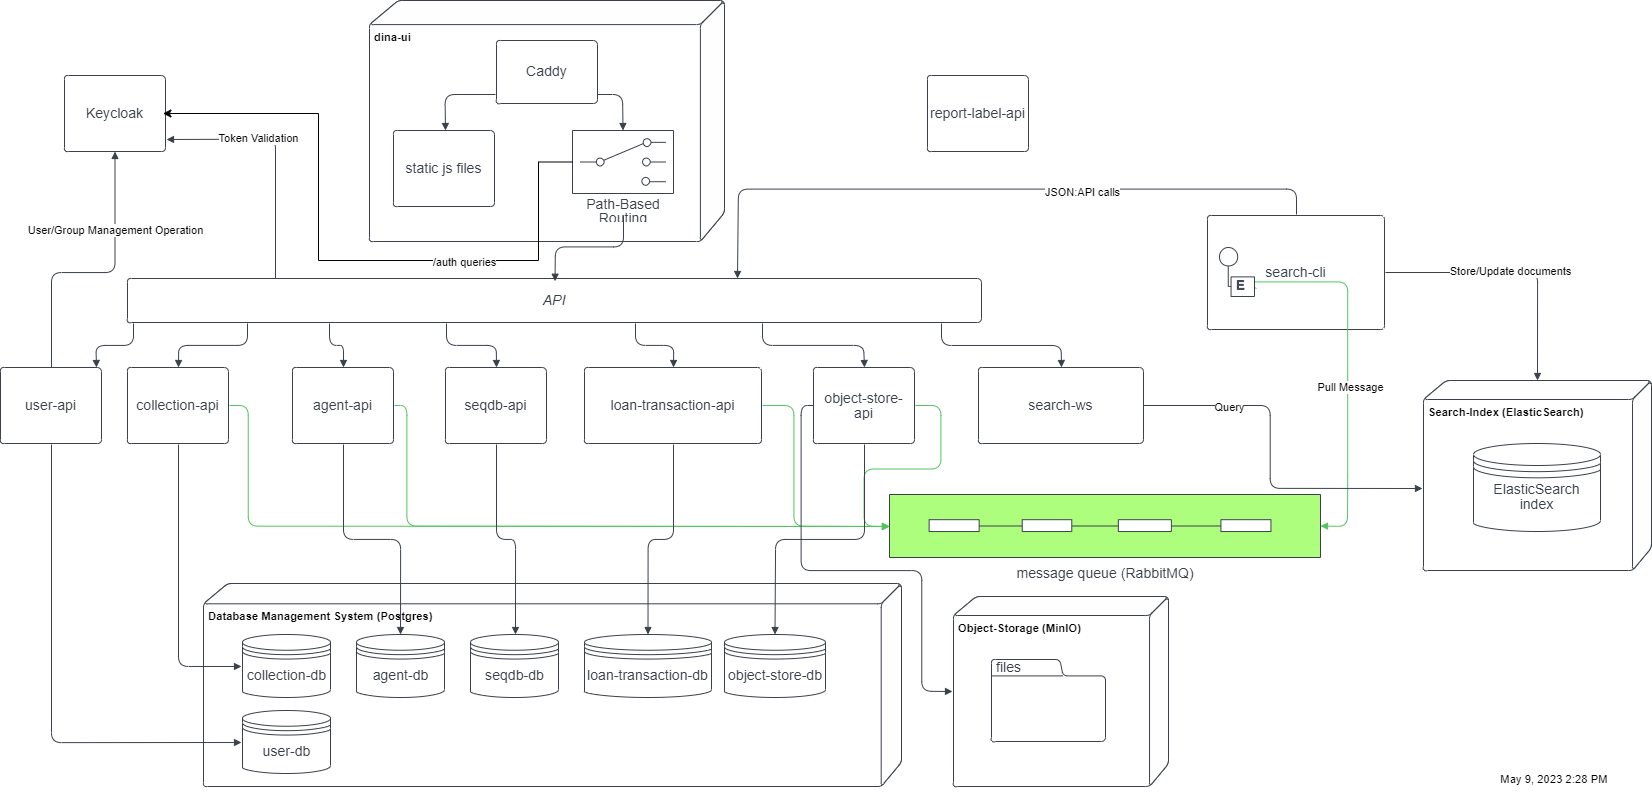 dina-ui
Caddy
Keycloak
report-label-api
Token Validation
static js files
JSON:API calls
Path-Based
Routing
User/Group Management Operation
/auth queries
search-cli
E
Store/Update documents
API
Pull Message
user-api
collection-api
agent-api
seqdb-api
loan-transaction-api
object-store-
api
search-ws
Query
Search-Index (ElasticSearch)
ElasticSearch
index
message queue (RabbitMQ)
Database Management System (Postgres)
Object-Storage (MinIO)
files
collection-db
agent-db
seqdb-db
loan-transaction-db
object-store-db
user-db
May 9, 2023 2:28 PM